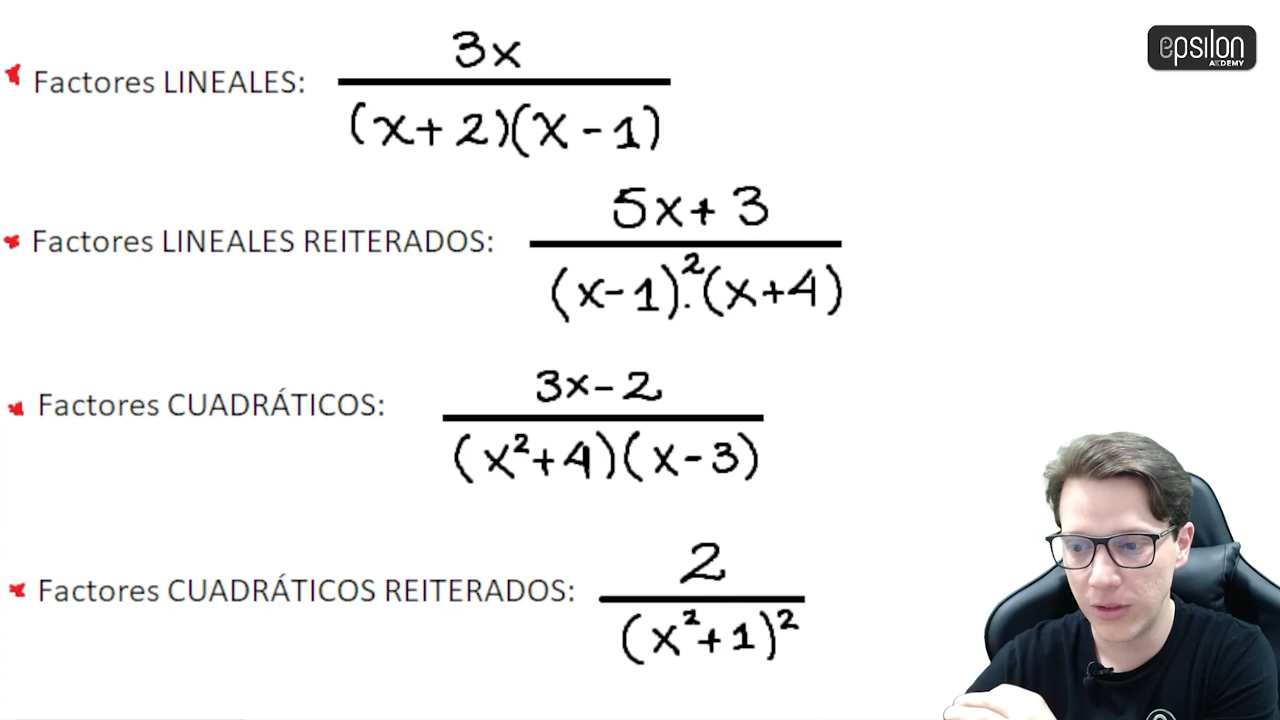 epsilon
AKDEMY
Factores LINEALES: 3x / (x+2)(x-1)
Factores LINEALES REITERADOS: 5x+3 / (x-1)².(x+4)
Factores CUADRÁTICOS: 3x-2 / (x²+4)(x-3)
Factores CUADRÁTICOS REITERADOS: 2 / (x²+1)²